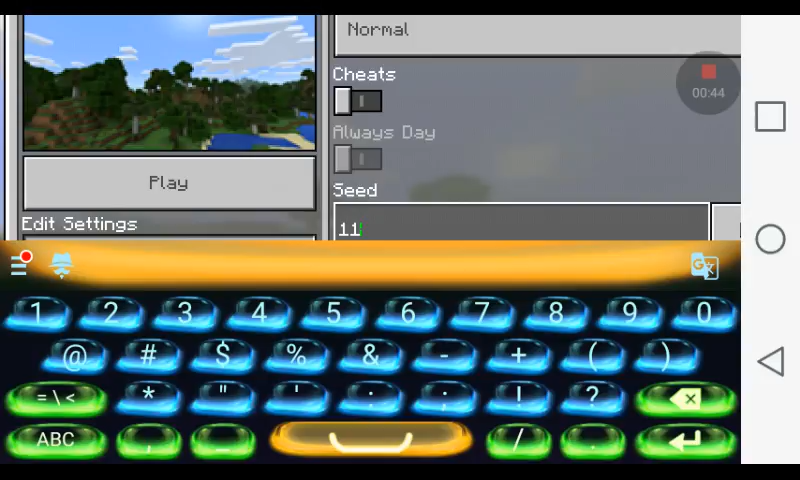 Normal
Cheats
00:44
Always Day
Play
Seed
Edit Settings
11
1 2 3 4 5 6 7 8 9 0
@ # $ % & - + ( )
= \ < * " ' : ; ! ?
ABC , _ / .